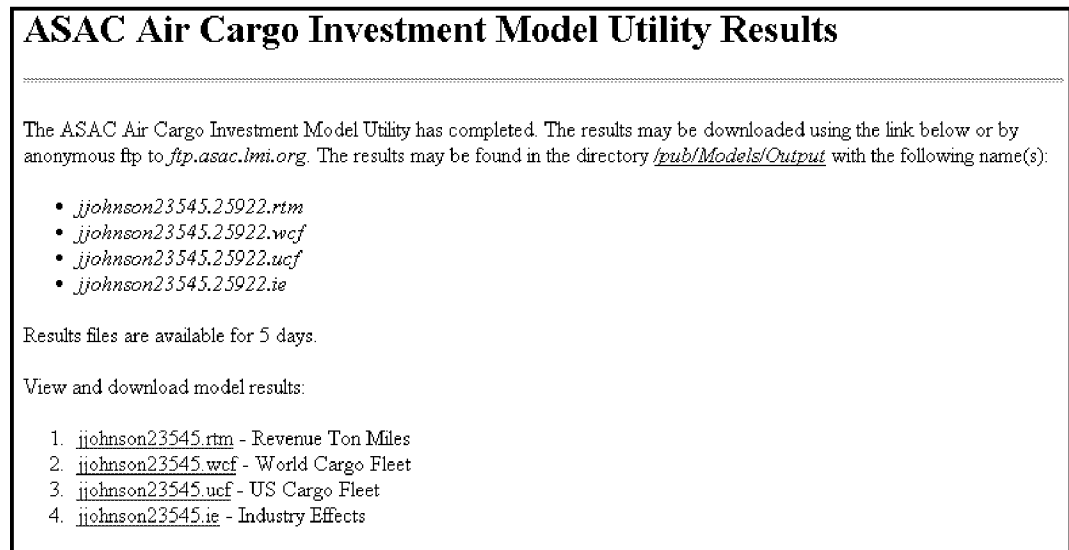 ASAC Air Cargo Investment Model Utility Results
The ASAC Air Cargo Investment Model Utility has completed. The results may be downloaded using the link below or by
anonymous ftp to ftp.asac.lmi.org. The results may be found in the directory /pub/Models/Output with the following name(s):
• jjohnson23545.25922.rtm
• jjohnson23545.25922.wcf
• jjohnson23545.25922.ucf
• jjohnson23545.25922.ie
Results files are available for 5 days.
View and download model results:
1. jjohnson23545.rtm - Revenue Ton Miles
2. jjohnson23545.wcf - World Cargo Fleet
3. jjohnson23545.ucf - US Cargo Fleet
4. jjohnson23545.ie - Industry Effects